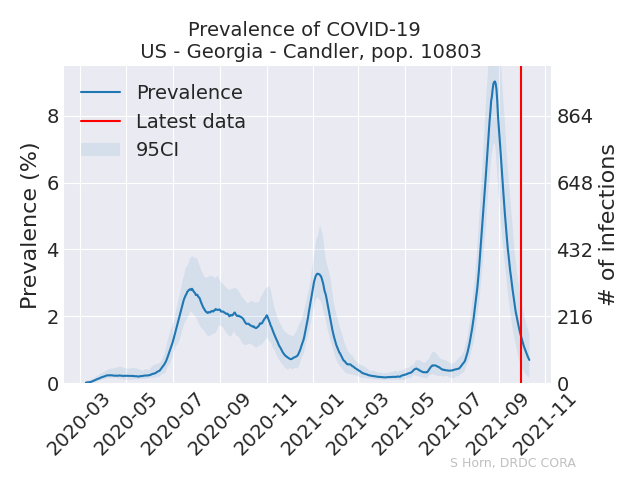 Prevalence of COVID-19
US - Georgia - Candler, pop. 10803
Prevalence
Latest data
95CI
Prevalence (%)
8
6
4
2
0
864
648
432
216
0
# of infections
2020-03
2020-05
2020-07
2020-09
2020-11
2021-01
2021-03
2021-05
2021-07
2021-09
2021-11
S Horn, DRDC CORA